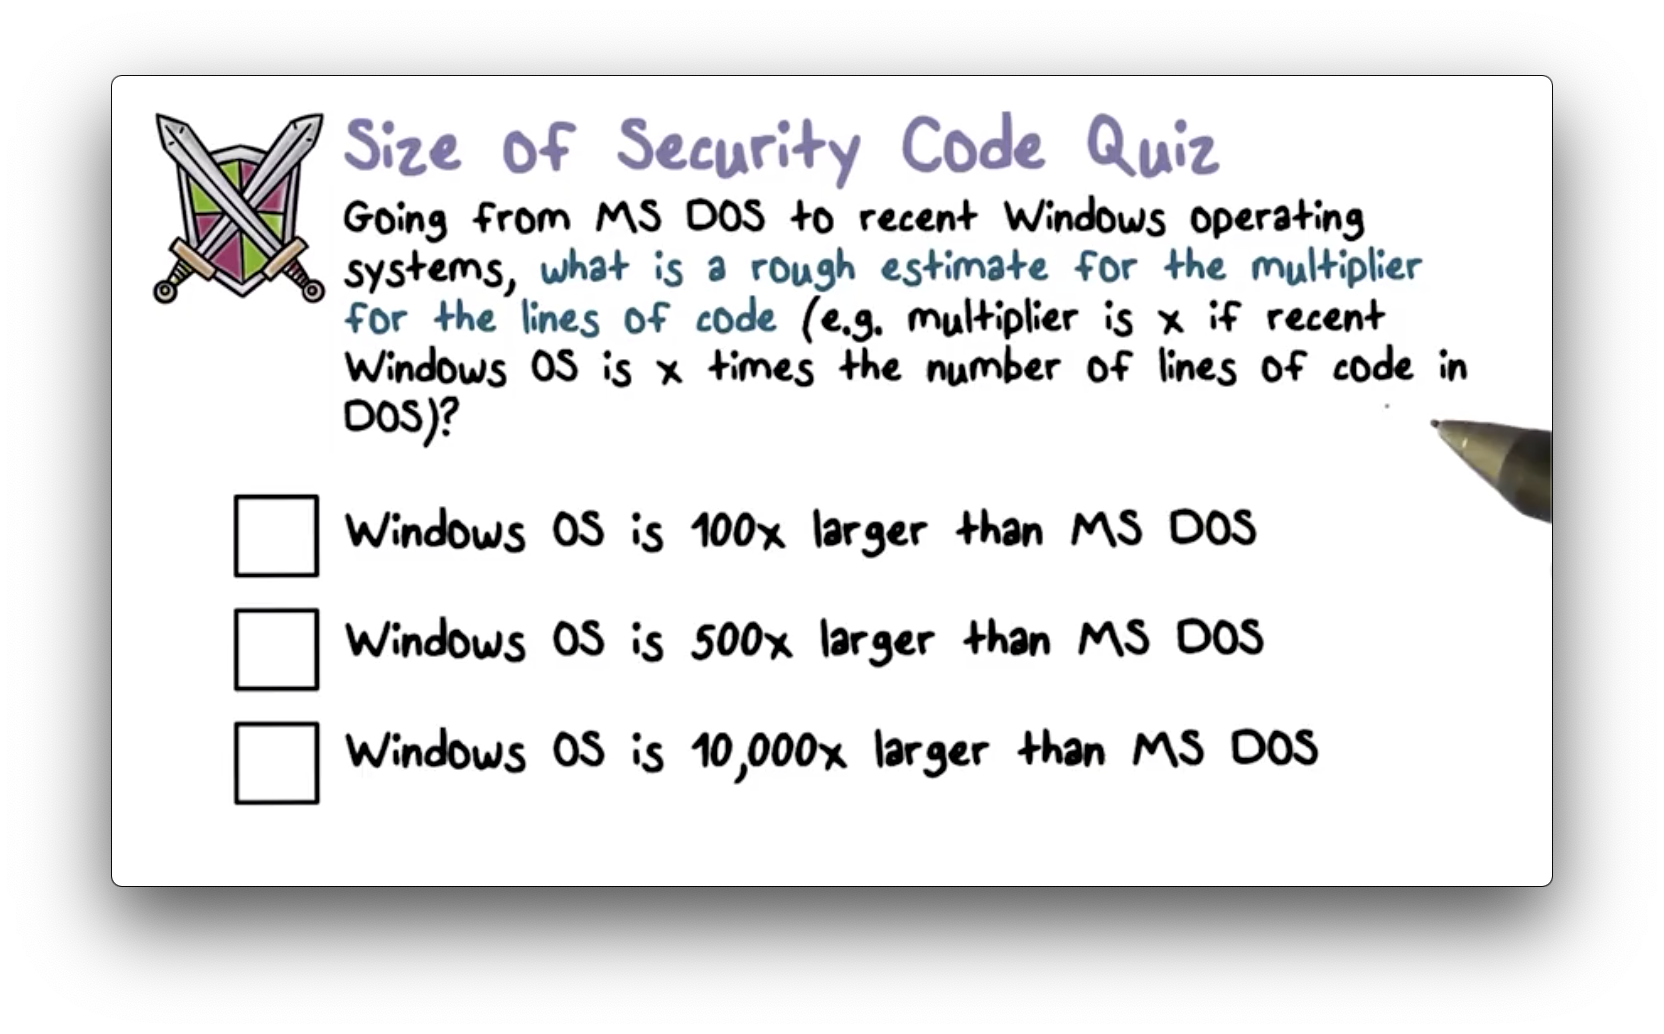 Size of Security Code Quiz
Going from MS DOS to recent Windows operating
systems, what is a rough estimate for the multiplier
for the lines of code (e.g. multiplier is x if recent
Windows OS is x times the number of lines of code in
DOS)?
Windows OS is 100x larger than MS DOS
Windows OS is 500x larger than MS DOS
Windows OS is 10,000x larger than MS DOS